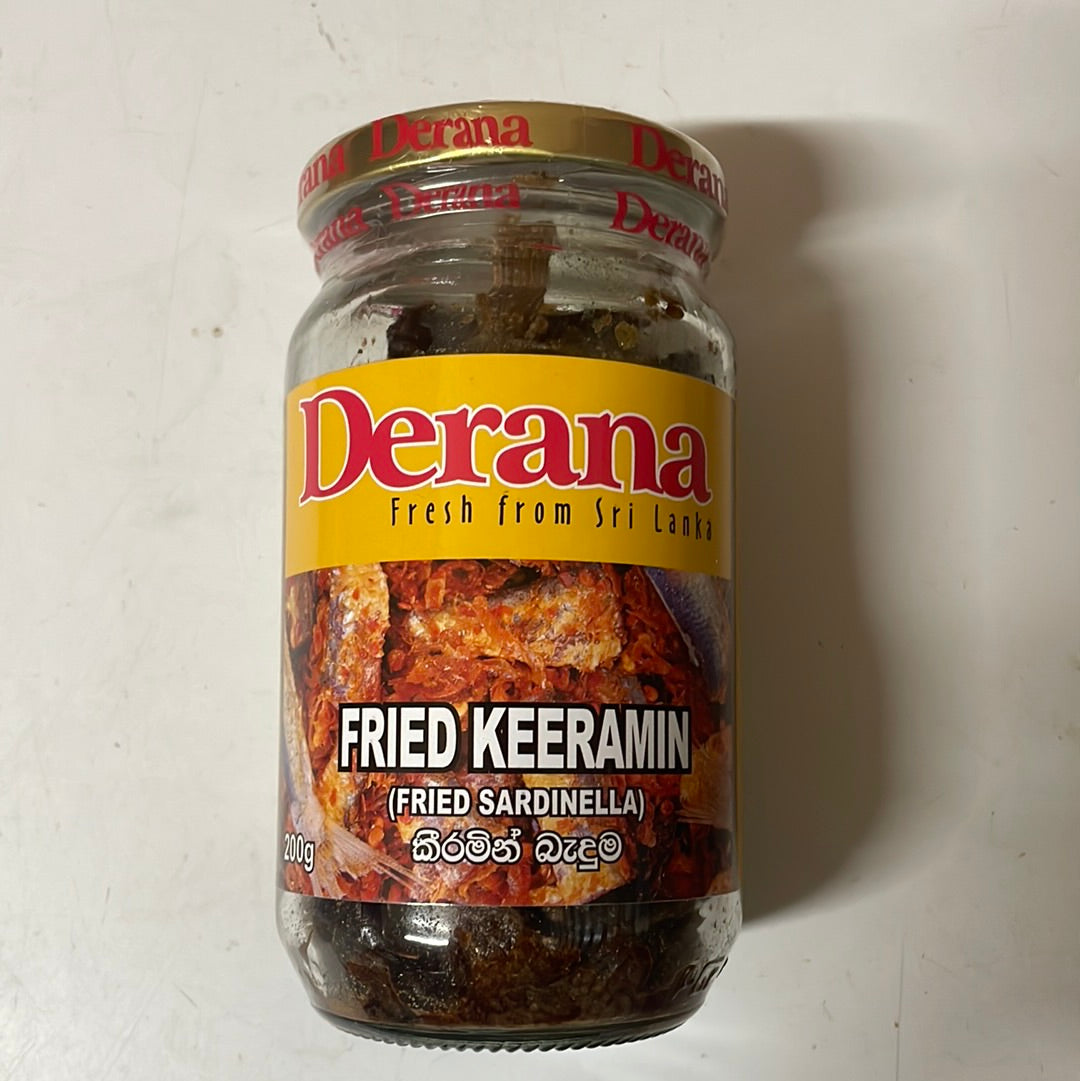 Derana Derana
Derana Derana
Derana
Fresh from Sri Lanka
FRIED KEERAMIN
(FRIED SARDINELLA)
කීරමින් බැදුම
200g